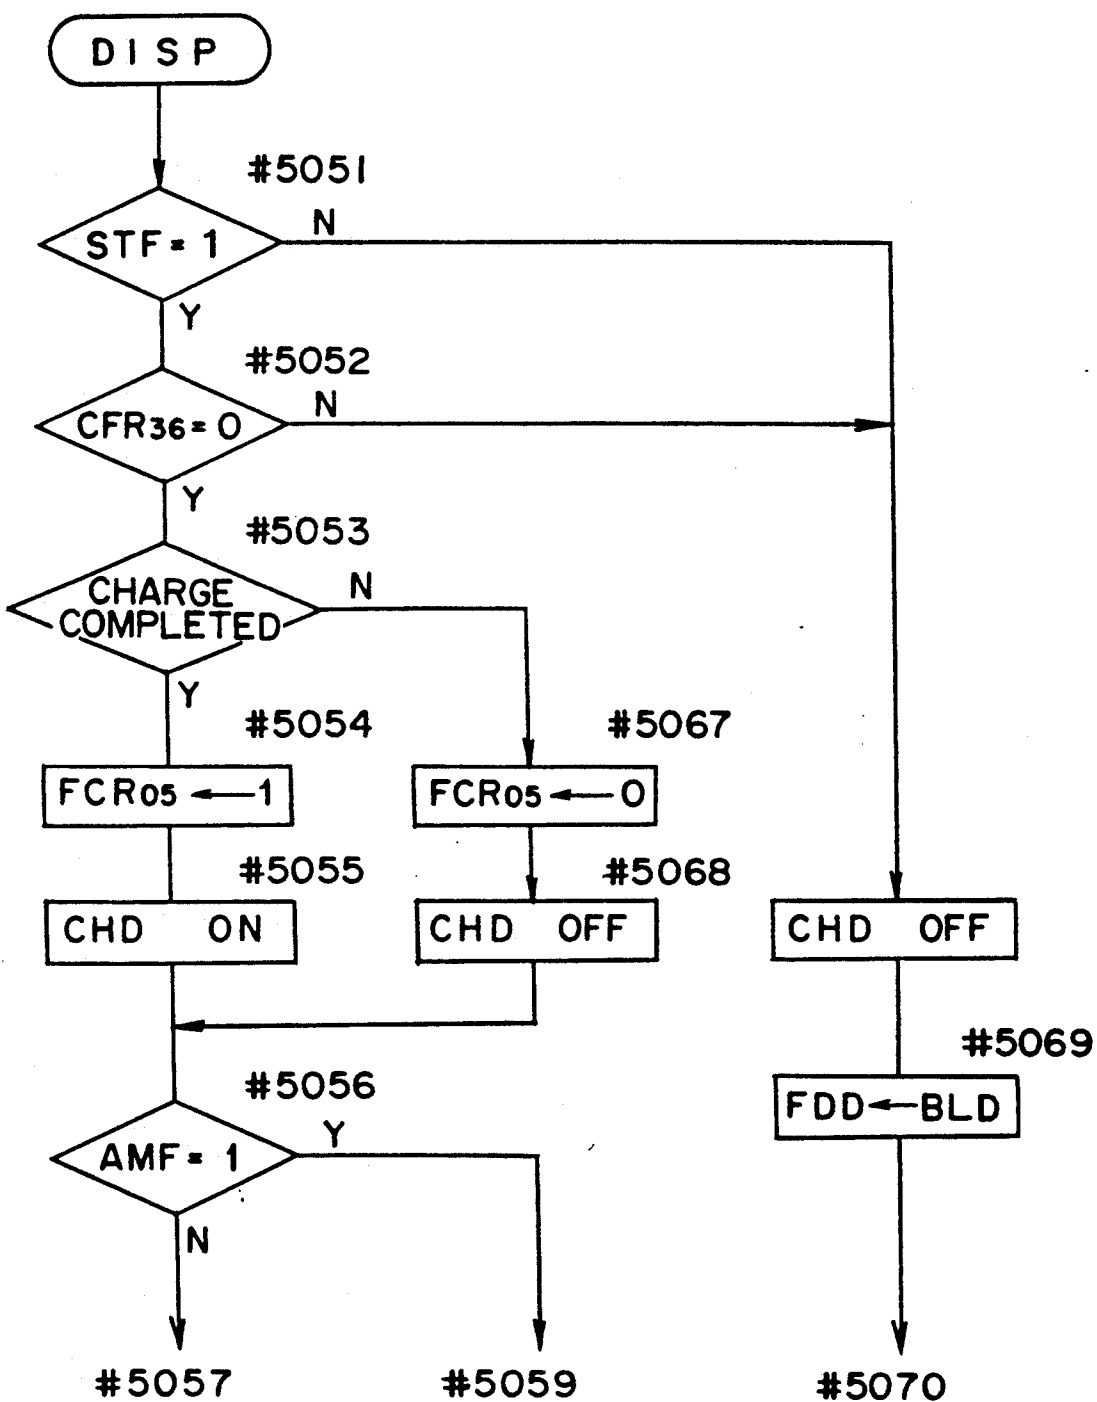 DISP
#5051
N
STF = 1
Y
#5052
N
CFR36 = 0
Y
#5053
N
CHARGE
COMPLETED
Y
#5054
#5067
FCR05 ← 1
FCR05 ← 0
#5055
#5068
CHD ON
CHD OFF
CHD OFF
#5069
FDD ← BLD
#5056
Y
AMF = 1
N
#5057
#5059
#5070